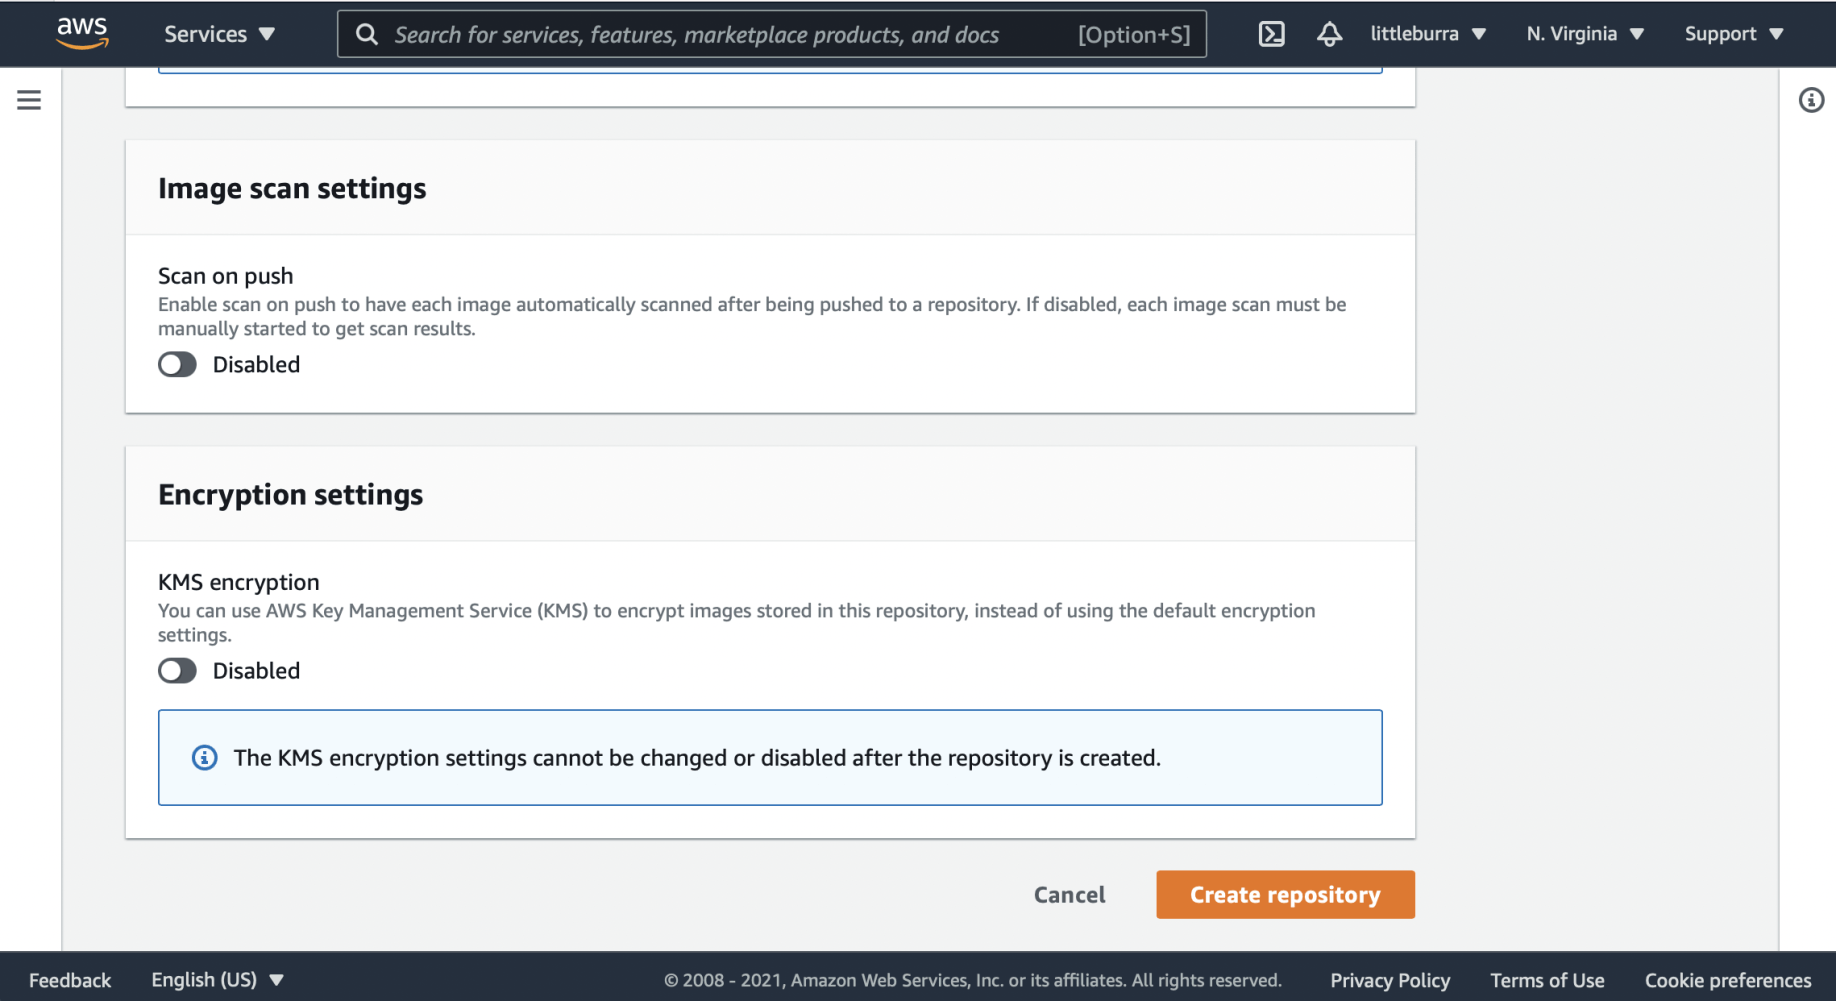 aws
Services
Search for services, features, marketplace products, and docs [Option+S]
littleburra
N. Virginia
Support
Image scan settings
Scan on push
Enable scan on push to have each image automatically scanned after being pushed to a repository. If disabled, each image scan must be
manually started to get scan results.
Disabled
Encryption settings
KMS encryption
You can use AWS Key Management Service (KMS) to encrypt images stored in this repository, instead of using the default encryption
settings.
Disabled
The KMS encryption settings cannot be changed or disabled after the repository is created.
Cancel
Create repository
Feedback
English (US)
© 2008 - 2021, Amazon Web Services, Inc. or its affiliates. All rights reserved.
Privacy Policy
Terms of Use
Cookie preferences